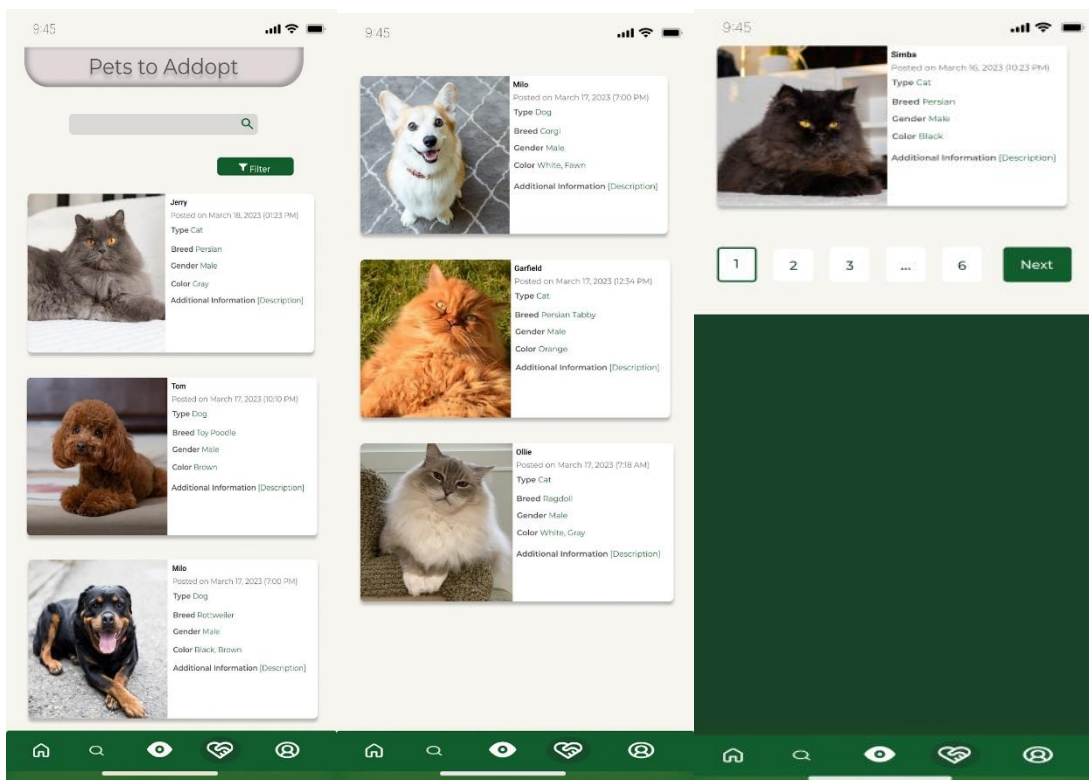 9:45
Pets to Addopt
Filter
Jerry
Posted on March 18, 2023 (01:23 PM)
Type Cat
Breed Persian
Gender Male
Color Gray
Additional Information [Description]
Tom
Posted on March 17, 2023 (10:10 PM)
Type Dog
Breed Toy Poodle
Gender Male
Color Brown
Additional Information [Description]
Milo
Posted on March 17, 2023 (7:00 PM)
Type Dog
Breed Rottweiler
Gender Male
Color Black, Brown
Additional Information [Description]
9:45
Milo
Posted on March 17, 2023 (7:00 PM)
Type Dog
Breed Corgi
Gender Male
Color White, Fawn
Additional Information [Description]
Garfield
Posted on March 17, 2023 (12:34 PM)
Type Cat
Breed Persian Tabby
Gender Male
Color Orange
Additional Information [Description]
Ollie
Posted on March 17, 2023 (7:18 AM)
Type Cat
Breed Ragdoll
Gender Male
Color White, Gray
Additional Information [Description]
9:45
Simba
Posted on March 16, 2023 (10:23 PM)
Type Cat
Breed Persian
Gender Male
Color Black
Additional Information [Description]
1 2 3 ... 6 Next